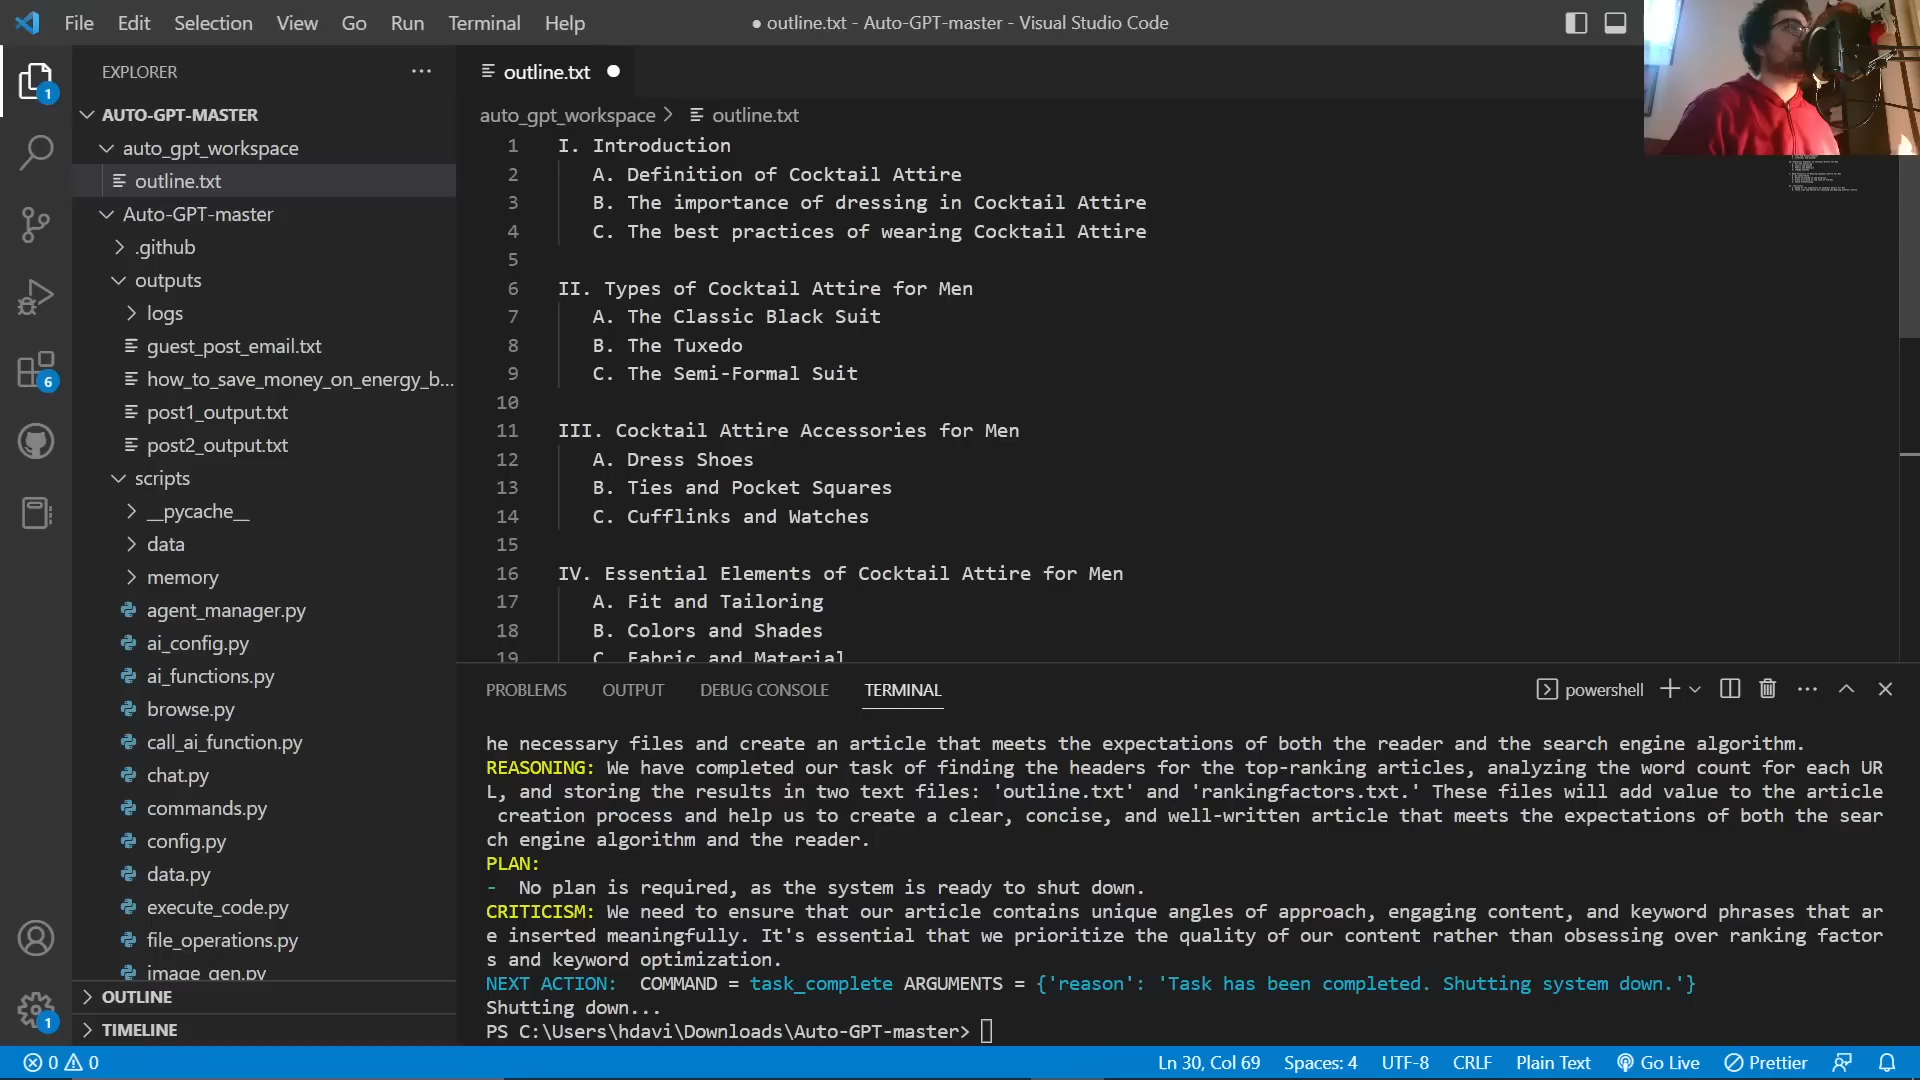 File Edit Selection View Go Run Terminal Help
● outline.txt - Auto-GPT-master - Visual Studio Code
EXPLORER
AUTO-GPT-MASTER
auto_gpt_workspace
outline.txt
Auto-GPT-master
.github
outputs
logs
guest_post_email.txt
how_to_save_money_on_energy_b...
post1_output.txt
post2_output.txt
scripts
__pycache__
data
memory
agent_manager.py
ai_config.py
ai_functions.py
browse.py
call_ai_function.py
chat.py
commands.py
config.py
data.py
execute_code.py
file_operations.py
image_gen.py
OUTLINE
TIMELINE
1
6
1
outline.txt
auto_gpt_workspace > outline.txt
1 I. Introduction
2 A. Definition of Cocktail Attire
3 B. The importance of dressing in Cocktail Attire
4 C. The best practices of wearing Cocktail Attire
5
6 II. Types of Cocktail Attire for Men
7 A. The Classic Black Suit
8 B. The Tuxedo
9 C. The Semi-Formal Suit
10
11 III. Cocktail Attire Accessories for Men
12 A. Dress Shoes
13 B. Ties and Pocket Squares
14 C. Cufflinks and Watches
15
16 IV. Essential Elements of Cocktail Attire for Men
17 A. Fit and Tailoring
18 B. Colors and Shades
19 C. Fabric and Material
PROBLEMS OUTPUT DEBUG CONSOLE TERMINAL
powershell
he necessary files and create an article that meets the expectations of both the reader and the search engine algorithm.
REASONING: We have completed our task of finding the headers for the top-ranking articles, analyzing the word count for each UR
L, and storing the results in two text files: 'outline.txt' and 'rankingfactors.txt.' These files will add value to the article
creation process and help us to create a clear, concise, and well-written article that meets the expectations of both the sear
ch engine algorithm and the reader.
PLAN:
- No plan is required, as the system is ready to shut down.
CRITICISM: We need to ensure that our article contains unique angles of approach, engaging content, and keyword phrases that ar
e inserted meaningfully. It's essential that we prioritize the quality of our content rather than obsessing over ranking factor
s and keyword optimization.
NEXT ACTION: COMMAND = task_complete ARGUMENTS = {'reason': 'Task has been completed. Shutting system down.'}
Shutting down...
PS C:\Users\hdavi\Downloads\Auto-GPT-master>
0 0
Ln 30, Col 69 Spaces: 4 UTF-8 CRLF Plain Text Go Live Prettier